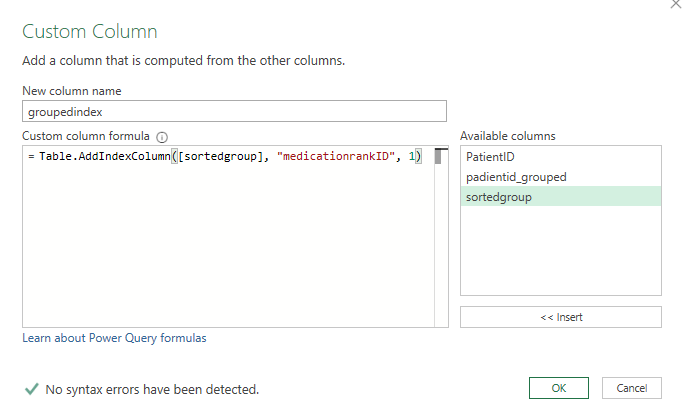 Custom Column
Add a column that is computed from the other columns.
New column name
groupedindex
Custom column formula
Available columns
= Table.AddIndexColumn([sortedgroup], "medicationrankID", 1)
PatientID
padientid_grouped
sortedgroup
<< Insert
Learn about Power Query formulas
No syntax errors have been detected.
OK
Cancel